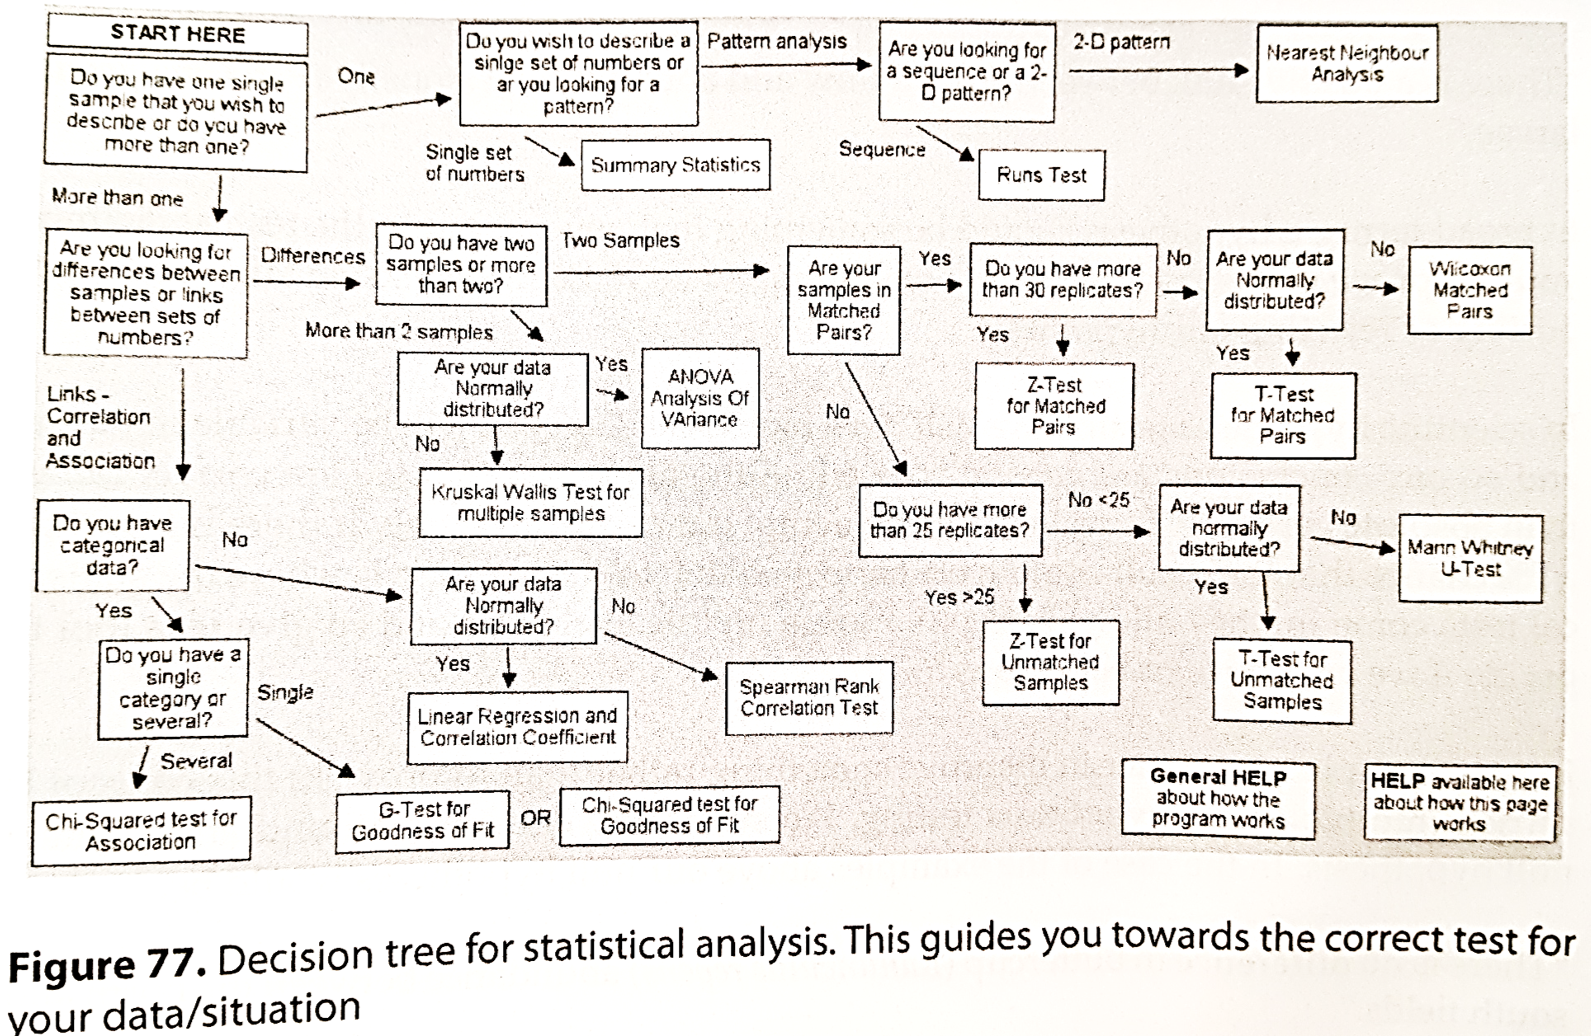 START HERE
Do you have one single
sample that you wish to
describe or do you have
more than one?
One
Do you wish to describe a
sinlge set of numbers or
ar you looking for a
pattern?
Pattern analysis
Are you looking for
a sequence or a 2-
D pattern?
2-D pattern
Nearest Neighbour
Analysis
Single set
of numbers
Summary Statistics
Sequence
Runs Test
More than one
Are you looking for
differences between
samples or links
between sets of
numbers?
Differences
Do you have two
samples or more
than two?
Two Samples
Are your
samples in
Matched
Pairs?
Yes
Do you have more
than 30 replicates?
No
Are your data
Normally
distributed?
No
Wilcoxon
Matched
Pairs
More than 2 samples
Are your data
Normally
distributed?
Yes
ANOVA
Analysis Of
VAriance
Yes
Z-Test
for Matched
Pairs
Yes
T-Test
for Matched
Pairs
Links -
Correlation
and
Association
No
Kruskal Wallis Test for
multiple samples
No
Do you have more
than 25 replicates?
No <25
Are your data
normally
distributed?
No
Mann Whitney
U-Test
Do you have
categorical
data?
No
Are your data
Normally
distributed?
No
Yes >25
Z-Test for
Unmatched
Samples
Yes
T-Test for
Unmatched
Samples
Yes
Do you have a
single
category or
several?
Single
Yes
Linear Regression and
Correlation Coefficient
Spearman Rank
Correlation Test
Several
Chi-Squared test for
Association
G-Test for
Goodness of Fit
OR
Chi-Squared test for
Goodness of Fit
General HELP
about how the
program works
HELP available here
about how this page
works
Figure 77. Decision tree for statistical analysis. This guides you towards the correct test for
your data/situation